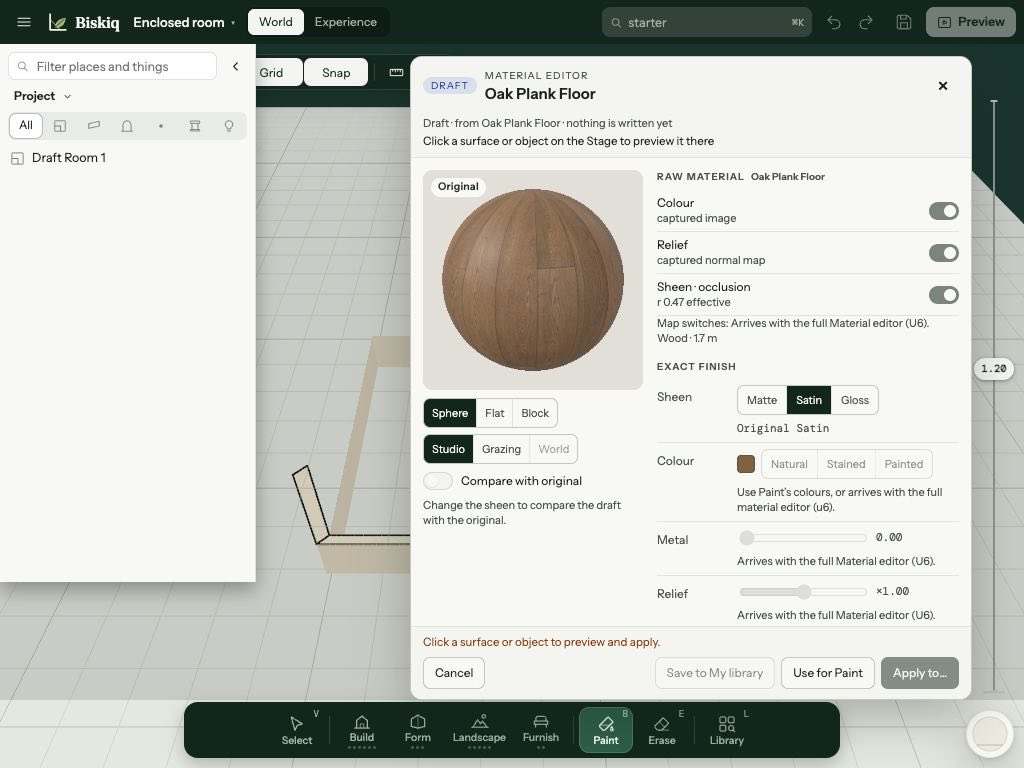 Biskiq
Enclosed room
World
Experience
starter
⌘K
Preview
Filter places and things
Project
All
Draft Room 1
Grid
Snap
DRAFT
MATERIAL EDITOR
Oak Plank Floor
Draft · from Oak Plank Floor · nothing is written yet
Click a surface or object on the Stage to preview it there
Original
Sphere
Flat
Block
Studio
Grazing
World
Compare with original
Change the sheen to compare the draft
with the original.
RAW MATERIAL Oak Plank Floor
Colour
captured image
Relief
captured normal map
Sheen · occlusion
r 0.47 effective
Map switches: Arrives with the full Material editor (U6).
Wood · 1.7 m
EXACT FINISH
Sheen
Matte
Satin
Gloss
Original Satin
Colour
Natural
Stained
Painted
Use Paint's colours, or arrives with the full
material editor (u6).
Metal
0.00
Arrives with the full Material editor (U6).
Relief
×1.00
Arrives with the full Material editor (U6).
Click a surface or object to preview and apply.
Cancel
Save to My library
Use for Paint
Apply to…
1.20
Select
V
Build
Form
Landscape
Furnish
Paint
B
Erase
E
Library
L